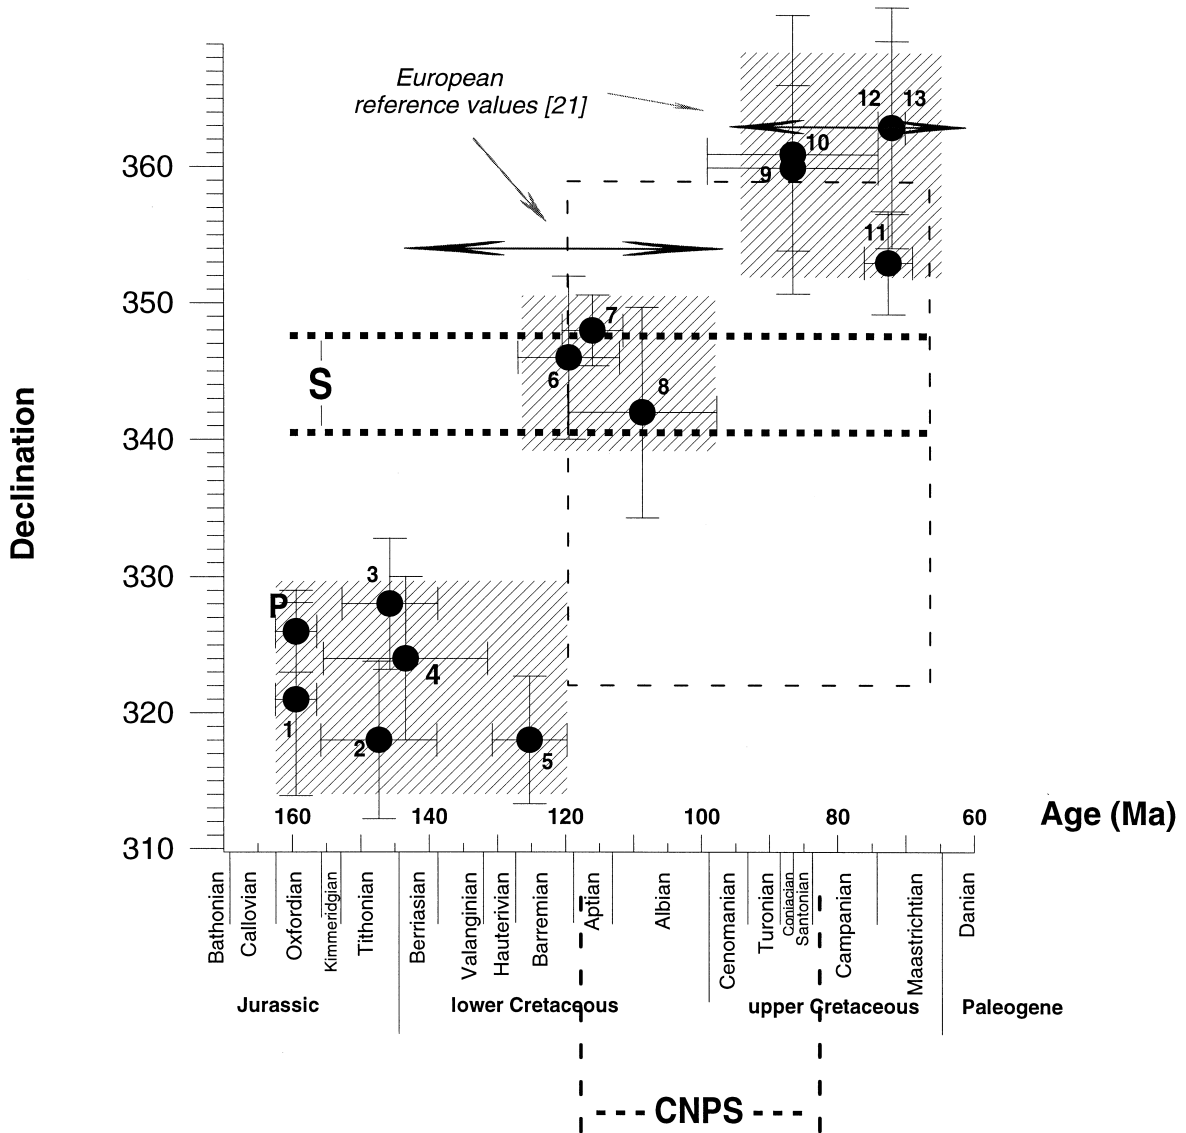 European
reference values [21]
12 13
10
9
11
360
350
7
6
8
S
340
Declination
330
3
P
4
320
1
2
5
160 140 120 100 80 60
Age (Ma)
310
Bathonian
Callovian
Oxfordian
Kimmeridgian
Tithonian
Berriasian
Valanginian
Hauterivian
Barremian
Aptian
Albian
Cenomanian
Turonian
Coniacian
Santonian
Campanian
Maastrichtian
Danian
Jurassic lower Cretaceous upper Cretaceous Paleogene
CNPS